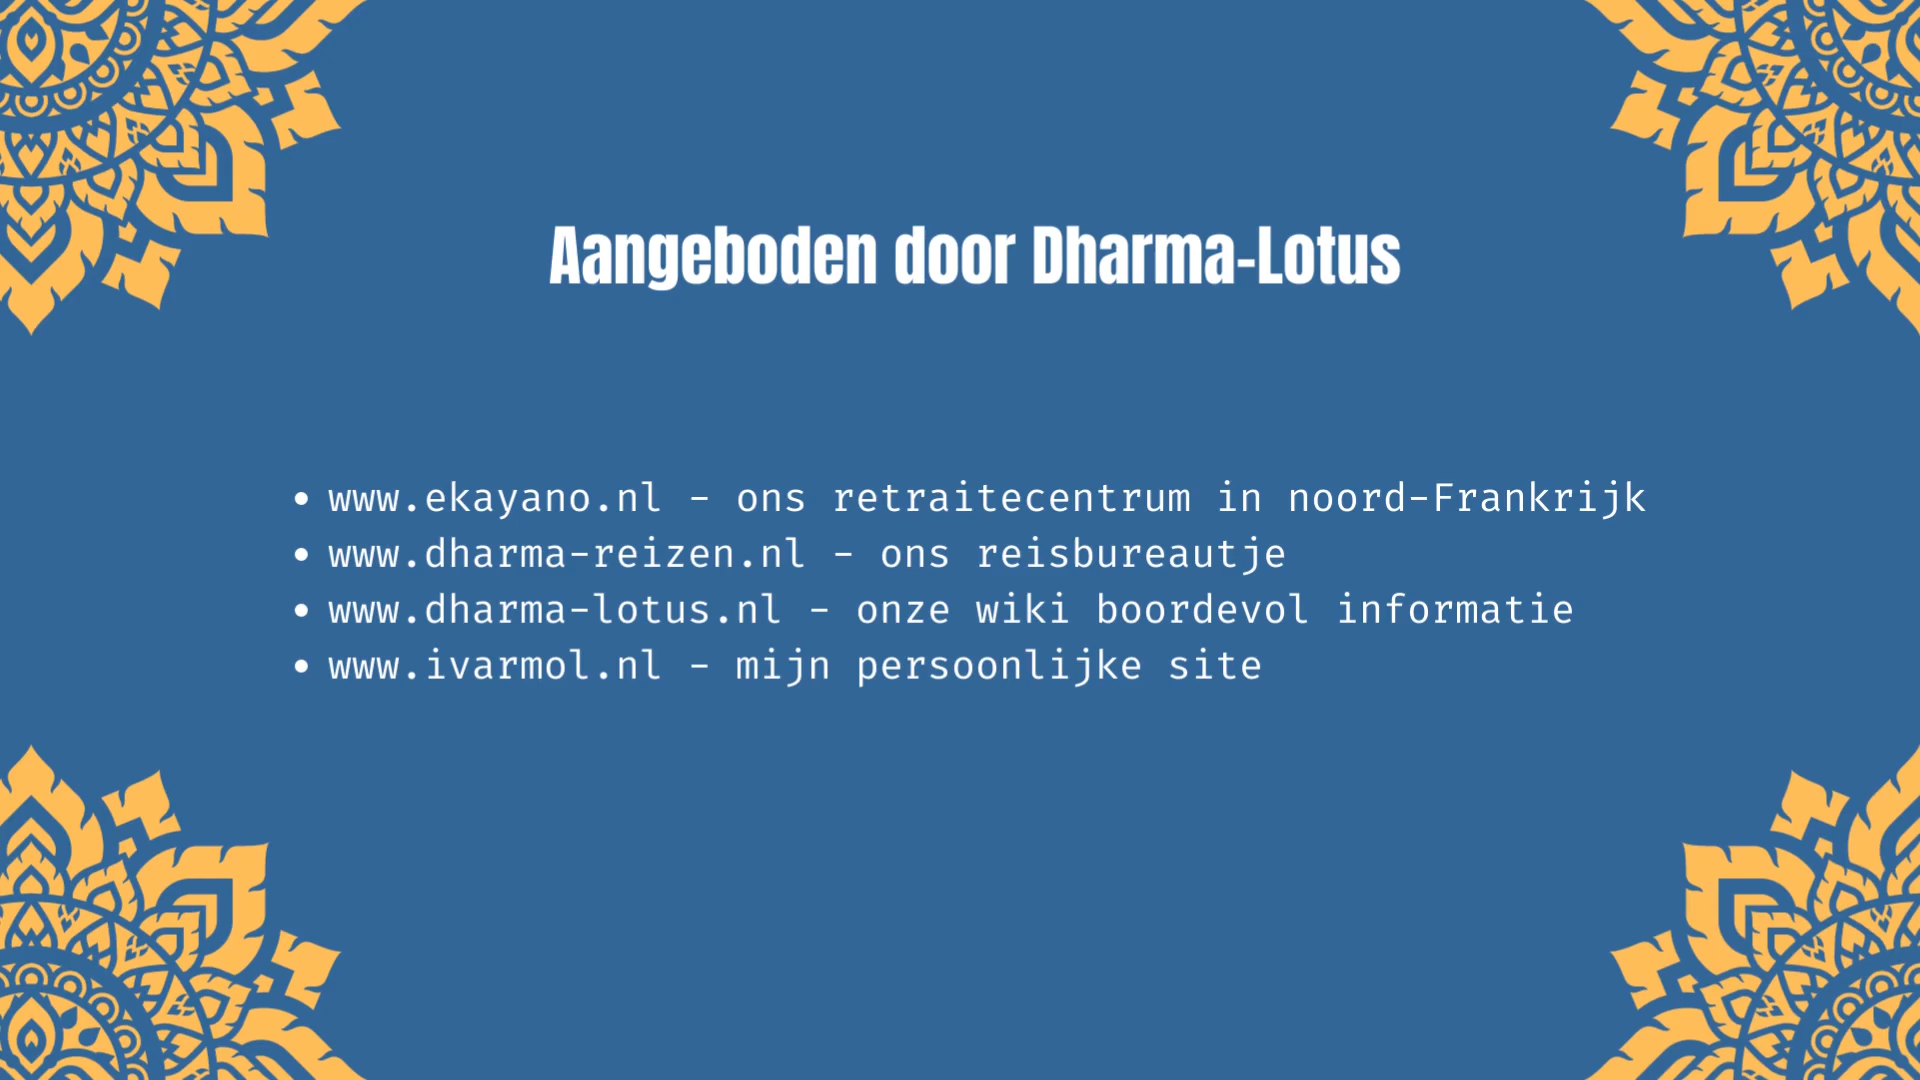 Aangeboden door Dharma-Lotus
• www.ekayano.nl - ons retraitecentrum in noord-Frankrijk
• www.dharma-reizen.nl - ons reisbureautje
• www.dharma-lotus.nl - onze wiki boordevol informatie
• www.ivarmol.nl - mijn persoonlijke site